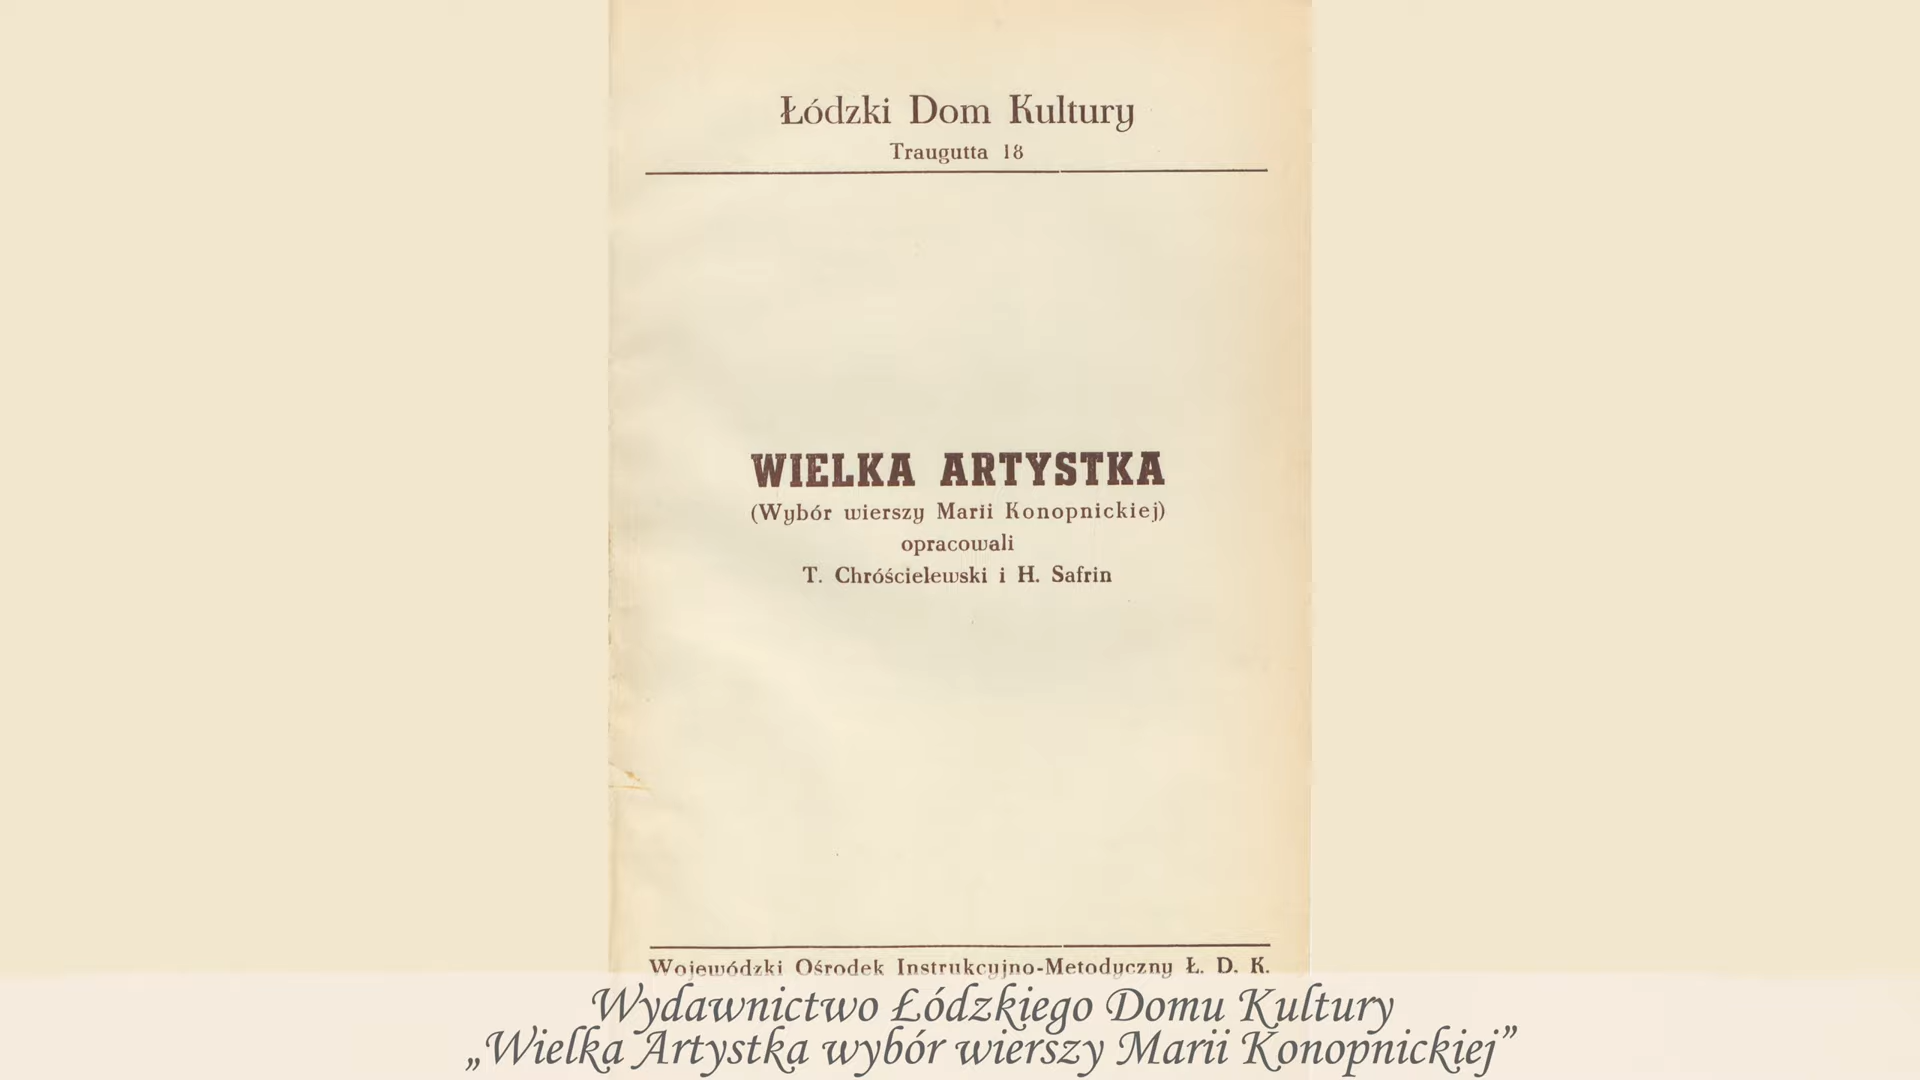 Łódzki Dom Kultury
Traugutta 18
WIELKA ARTYSTKA
(Wybór wierszy Marii Konopnickiej)
opracowali
T. Chróścielewski i H. Safrin
Wojewódzki Ośrodek Instrukcyjno-Metodyczny Ł. D. K.
Wydawnictwo Łódzkiego Domu Kultury
„Wielka Artystka wybór wierszy Marii Konopnickiej”